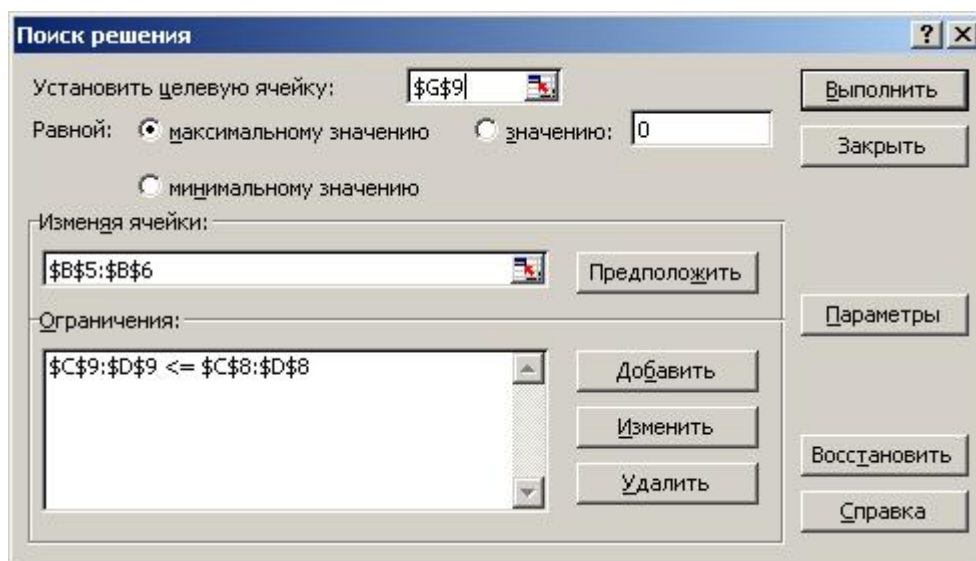 Поиск решения
Установить целевую ячейку: $G$9
Выполнить
Равной: максимальному значению значению: 0
Закрыть
минимальному значению
Изменяя ячейки:
$B$5:$B$6
Предположить
Ограничения:
Параметры
$C$9:$D$9 <= $C$8:$D$8
Добавить
Изменить
Восстановить
Удалить
Справка